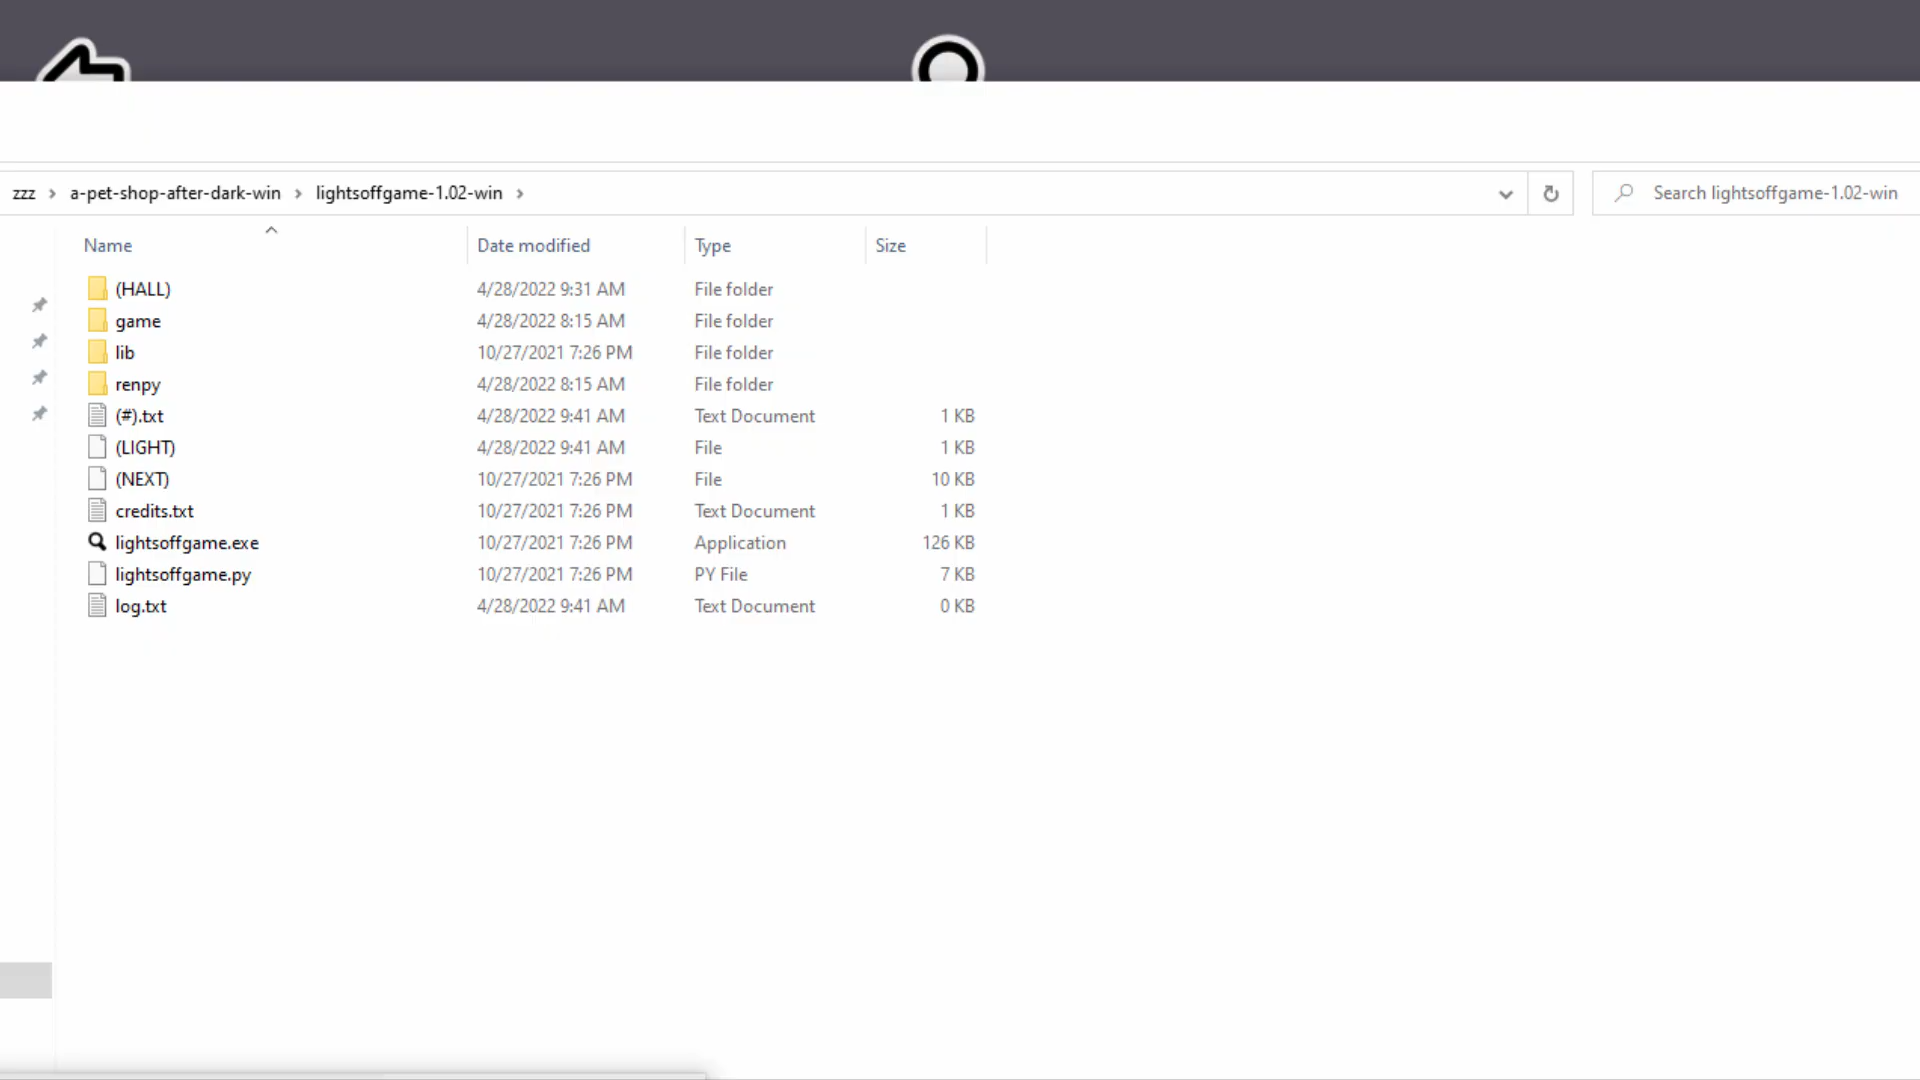 zzz > a-pet-shop-after-dark-win > lightsoffgame-1.02-win >
Search lightsoffgame-1.02-win
Name Date modified Type Size
(HALL) 4/28/2022 9:31 AM File folder
game 4/28/2022 8:15 AM File folder
lib 10/27/2021 7:26 PM File folder
renpy 4/28/2022 8:15 AM File folder
(#).txt 4/28/2022 9:41 AM Text Document 1 KB
(LIGHT) 4/28/2022 9:41 AM File 1 KB
(NEXT) 10/27/2021 7:26 PM File 10 KB
credits.txt 10/27/2021 7:26 PM Text Document 1 KB
lightsoffgame.exe 10/27/2021 7:26 PM Application 126 KB
lightsoffgame.py 10/27/2021 7:26 PM PY File 7 KB
log.txt 4/28/2022 9:41 AM Text Document 0 KB